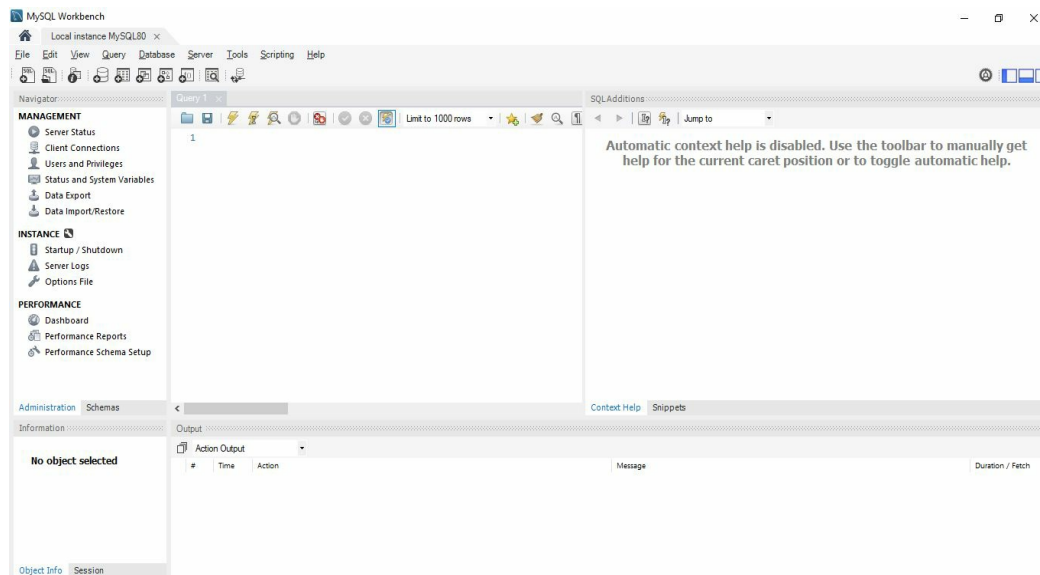 MySQL Workbench
Local instance MySQL80
File Edit View Query Database Server Tools Scripting Help
Navigator
MANAGEMENT
Server Status
Client Connections
Users and Privileges
Status and System Variables
Data Export
Data Import/Restore
INSTANCE
Startup / Shutdown
Server Logs
Options File
PERFORMANCE
Dashboard
Performance Reports
Performance Schema Setup
Administration Schemas
Query 1
Limit to 1000 rows
1
SQLAdditions
Jump to
Automatic context help is disabled. Use the toolbar to manually get
help for the current caret position or to toggle automatic help.
Context Help Snippets
Information
No object selected
Object Info Session
Output
Action Output
# Time Action Message Duration / Fetch